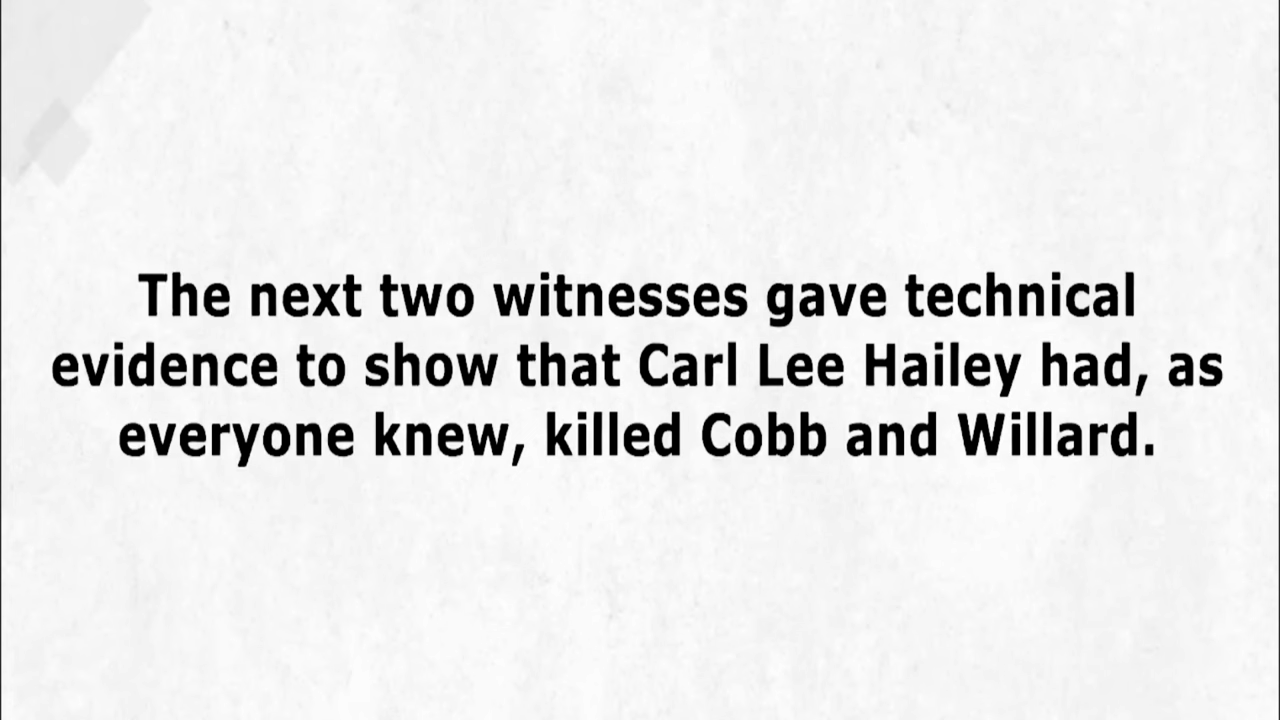 The next two witnesses gave technical
evidence to show that Carl Lee Hailey had, as
everyone knew, killed Cobb and Willard.